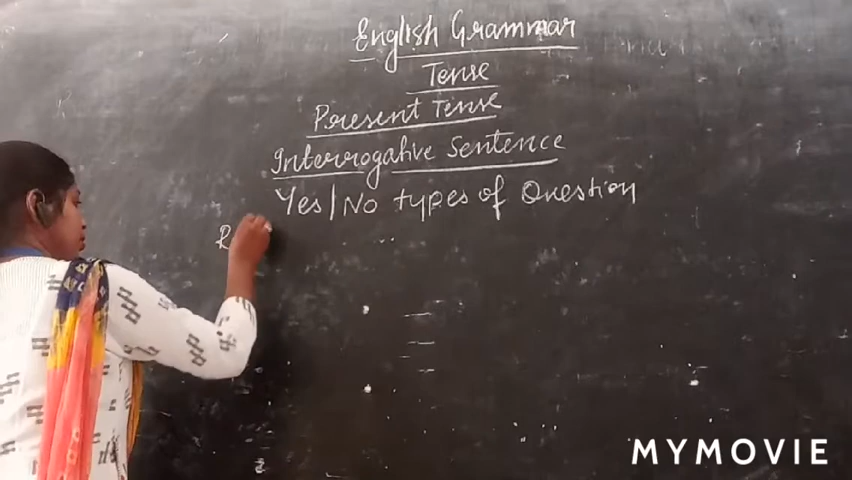 English Grammar
Tense
Present Tense
Interrogative Sentence
Yes/No types of Question
R
MYMOVIE